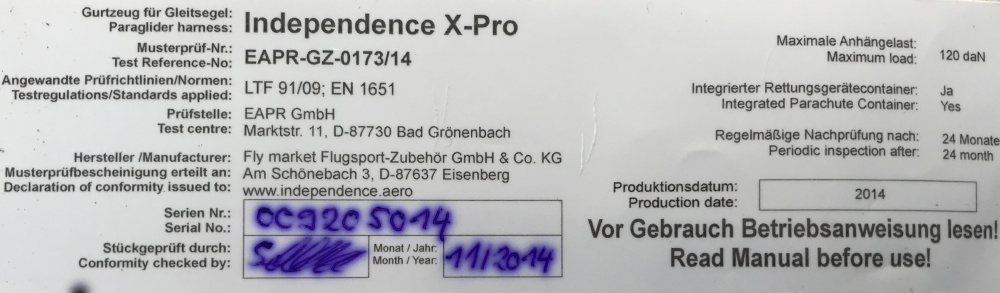 Gurtzeug für Gleitsegel:
Paraglider harness:
Independence X-Pro
Musterprüf-Nr.:
Test Reference-No:
EAPR-GZ-0173/14
Angewandte Prüfrichtlinien/Normen:
Testregulations/Standards applied:
LTF 91/09; EN 1651
Prüfstelle: EAPR GmbH
Test centre: Marktstr. 11, D-87730 Bad Grönenbach
Hersteller /Manufacturer: Fly market Flugsport-Zubehör GmbH & Co. KG
Musterprüfbescheinigung erteilt an: Am Schönebach 3, D-87637 Eisenberg
Declaration of conformity issued to: www.independence.aero
Serien Nr.:
Serial No.:
OC9205014
Stückgeprüft durch:
Conformity checked by:
Monat / Jahr:
Month / Year:
11/2014
Maximale Anhängelast:
Maximum load:
120 daN
Integrierter Rettungsgerätecontainer: Ja
Integrated Parachute Container: Yes
Regelmäßige Nachprüfung nach: 24 Monate
Periodic inspection after: 24 month
Produktionsdatum:
Production date:
2014
Vor Gebrauch Betriebsanweisung lesen!
Read Manual before use!